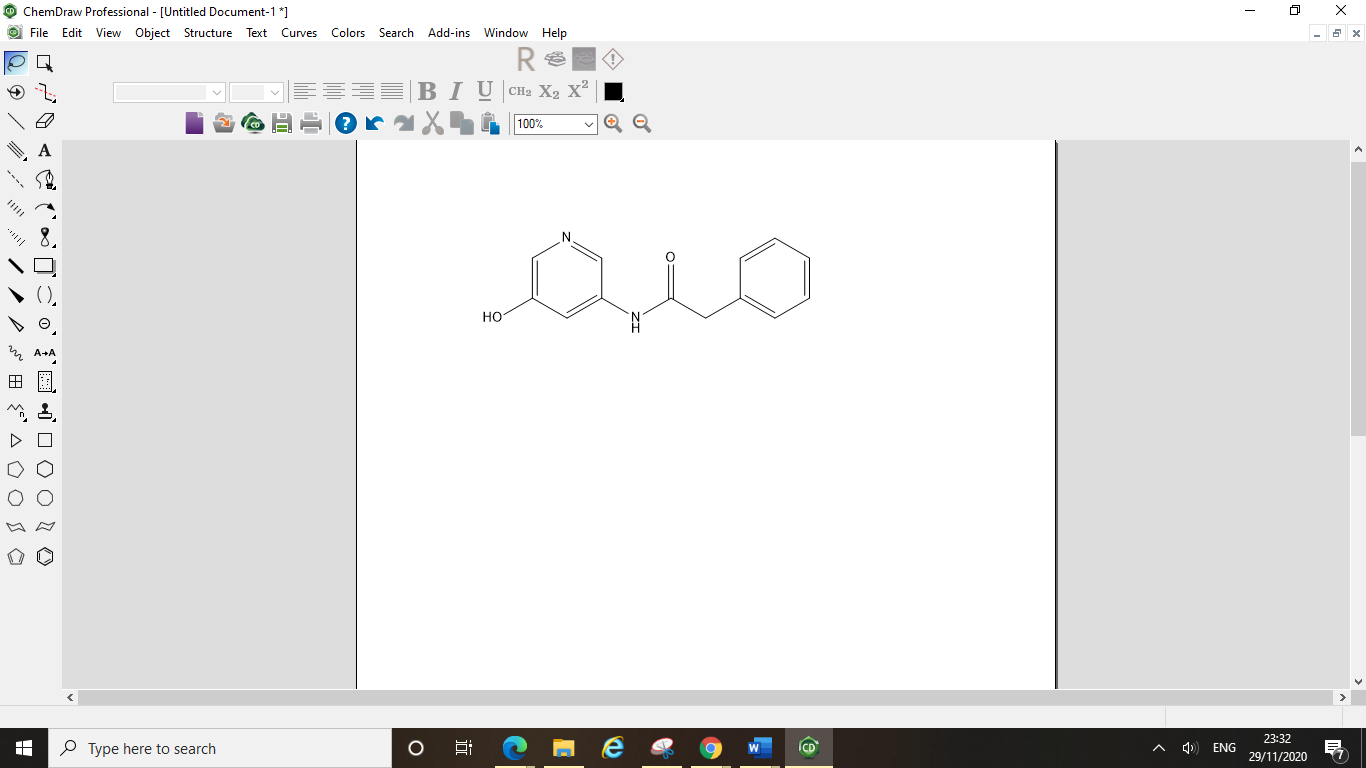 ChemDraw Professional - [Untitled Document-1 *]
File Edit View Object Structure Text Curves Colors Search Add-ins Window Help
R
B I U CH2 X2 X2
100%
A
A→A
n
N
O
HO
N
H
Type here to search
ENG
23:32
29/11/2020
7